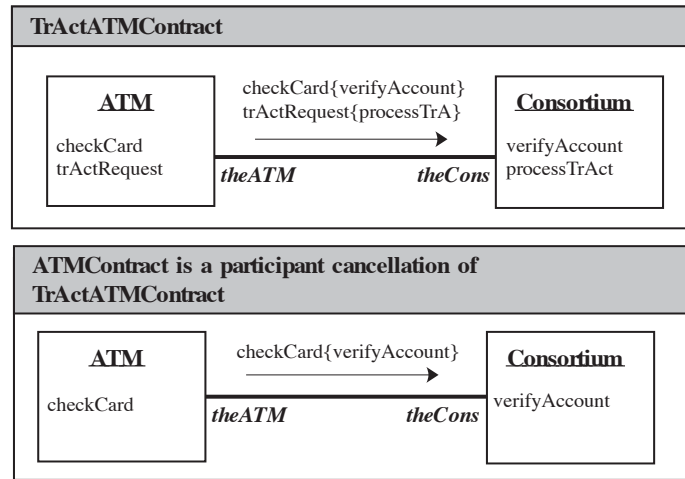 TrActATMContract
checkCard{verifyAccount}
trActRequest{processTrA}
ATM
checkCard
trActRequest
Consortium
verifyAccount
processTrAct
theATM
theCons
ATMContract is a participant cancellation of
TrActATMContract
checkCard{verifyAccount}
ATM
checkCard
Consortium
verifyAccount
theATM
theCons